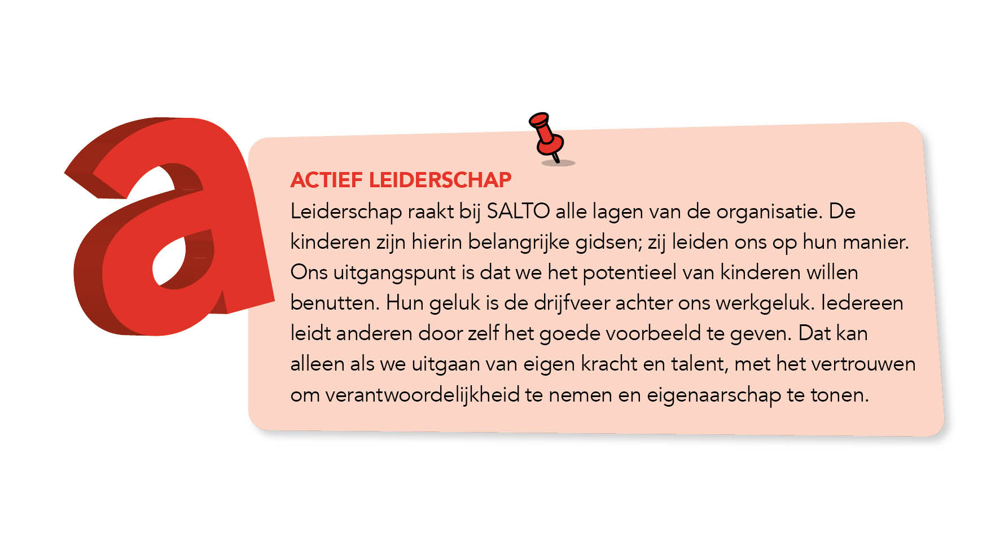 a
ACTIEF LEIDERSCHAP
Leiderschap raakt bij SALTO alle lagen van de organisatie. De
kinderen zijn hierin belangrijke gidsen; zij leiden ons op hun manier.
Ons uitgangspunt is dat we het potentieel van kinderen willen
benutten. Hun geluk is de drijfveer achter ons werkgeluk. Iedereen
leidt anderen door zelf het goede voorbeeld te geven. Dat kan
alleen als we uitgaan van eigen kracht en talent, met het vertrouwen
om verantwoordelijkheid te nemen en eigenaarschap te tonen.